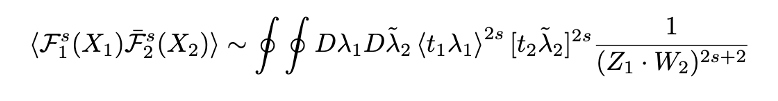 ⟨𝓕₁ˢ(X₁)𝓕̄₂ˢ(X₂)⟩ ∼ ∮ ∮ Dλ₁Dλ̃₂ ⟨t₁λ₁⟩²ˢ [t₂λ̃₂]²ˢ 1/(Z₁ · W₂)²ˢ⁺²